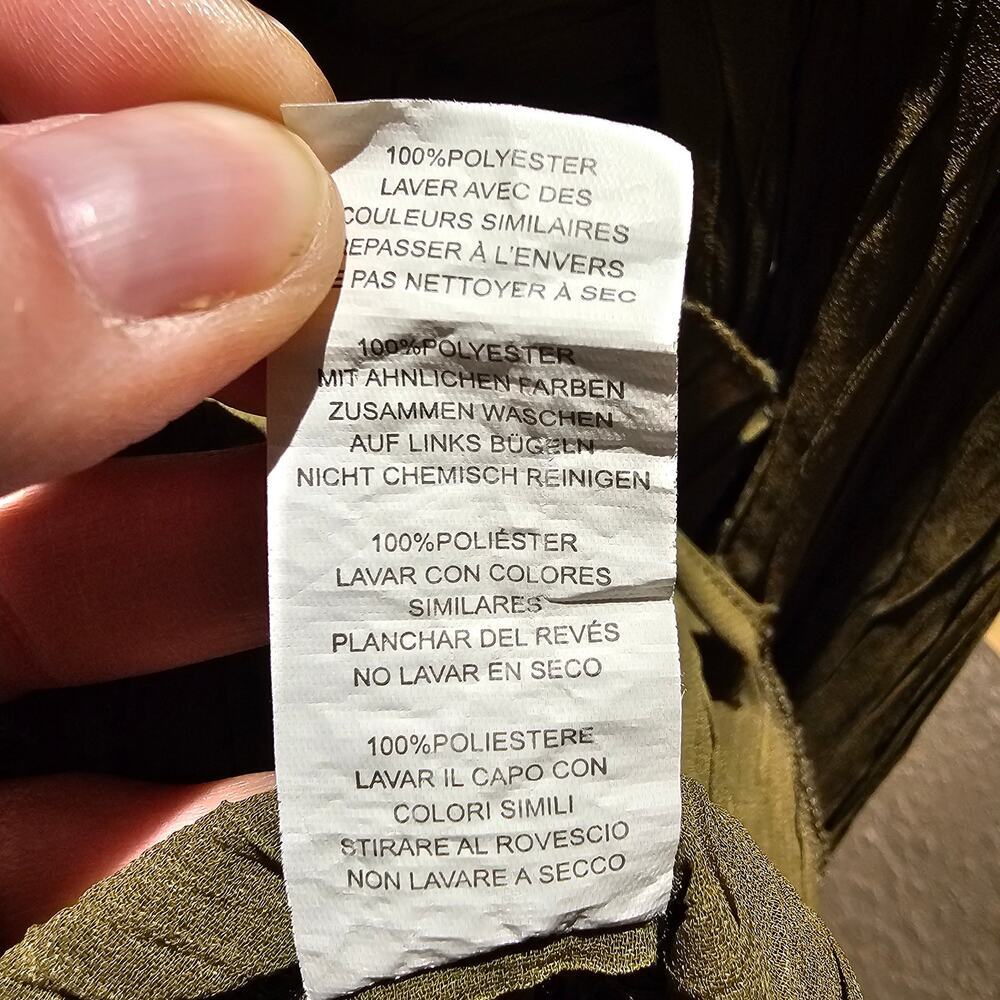 100%POLYESTER
LAVER AVEC DES
COULEURS SIMILAIRES
REPASSER À L'ENVERS
PAS NETTOYER À SEC
100%POLYESTER
MIT AHNLICHEN FARBEN
ZUSAMMEN WASCHEN
AUF LINKS BÜGELN
NICHT CHEMISCH REINIGEN
100%POLIÉSTER
LAVAR CON COLORES
SIMILARES
PLANCHAR DEL REVÉS
NO LAVAR EN SECO
100%POLIESTERE
LAVAR IL CAPO CON
COLORI SIMILI
STIRARE AL ROVESCIO
NON LAVARE A SECCO